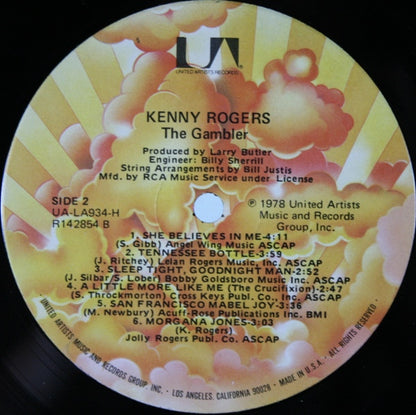 UA
UNITED ARTISTS RECORDS
KENNY ROGERS
The Gambler
Produced by Larry Butler
Engineer: Billy Sherrill
String Arrangements by Bill Justis
Mfd. by RCA Music Service under License
SIDE 2
UA-LA934-H
R142854 B
℗ 1978 United Artists
Music and Records
Group, Inc.
1. SHE BELIEVES IN ME-4:11
(S. Gibb) Angel Wing Music ASCAP
2. TENNESSEE BOTTLE-3:59
(J. Ritchey) Lelan Rogers Music, Inc. ASCAP
3. SLEEP TIGHT, GOODNIGHT MAN-2:52
(J. Silbar/S. Lober) Bobby Goldsboro Music Inc. ASCAP
4. A LITTLE MORE LIKE ME (The Crucifixion)-2:47
(S. Throckmorton) Cross Keys Publ. Co., Inc. ASCAP
5. SAN FRANCISCO MABEL JOY-3:36
(M. Newbury) Acuff-Rose Publications Inc. BMI
6. MORGANA JONES-3:03
(K. Rogers)
Jolly Rogers Publ. Co. ASCAP
UNITED ARTISTS MUSIC AND RECORDS GROUP, INC. • LOS ANGELES, CALIFORNIA 90028 • MADE IN U.S.A. • ALL RIGHTS RESERVED •